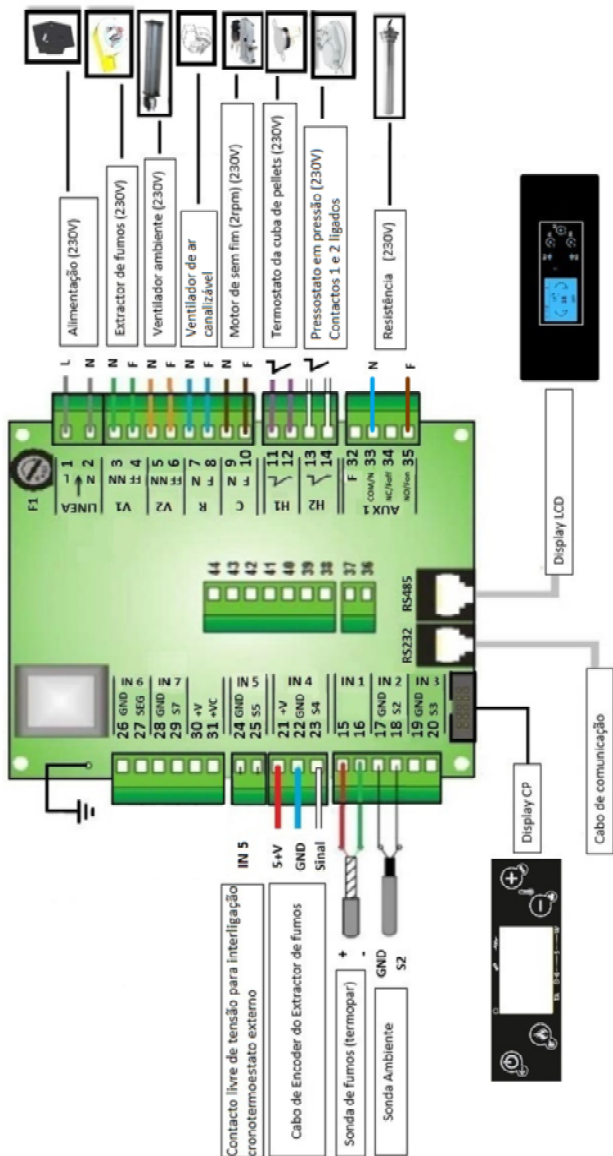 Alimentação (230V)
Extractor de fumos (230V)
Ventilador ambiente (230V)
Ventilador de ar
canalizável
Motor de sem fim (2rpm) (230V)
Termostato da cuba de pellets (230V)
Pressostato em pressão (230V)
Contactos 1 e 2 ligados
Resistência (230V)
L
N
N
F
N
F
N
F
N
F
N
F
1
2
3
4
5
6
7
8
9
10
11
12
13
14
32
33
34
35
L
N
N N
FF
N N
FF
N
F
N
F
F
COM/N
NC/Foff
NO/Fon
F1
LINEA
V1
V2
R
C
H1
H2
AUX 1
44
43
42
41
40
39
38
37
36
RS485
RS232
IN 6
26 GND
27 SEG
IN 7
28 GND
29 S7
30 +V
31 +VC
IN 5
24 GND
25 S5
IN 4
21 +V
22 GND
23 S4
IN 1
15
16
IN 2
17 GND
18 S2
IN 3
19 GND
20 S3
IN 5
5+V
GND
Sinal
+
-
GND
S2
Contacto livre de tensão para interligação
cronotermoestato externo
Cabo de Encoder do Extractor de fumos
Sonda de fumos (termopar)
Sonda Ambiente
Display LCD
Display CP
Cabo de comunicação